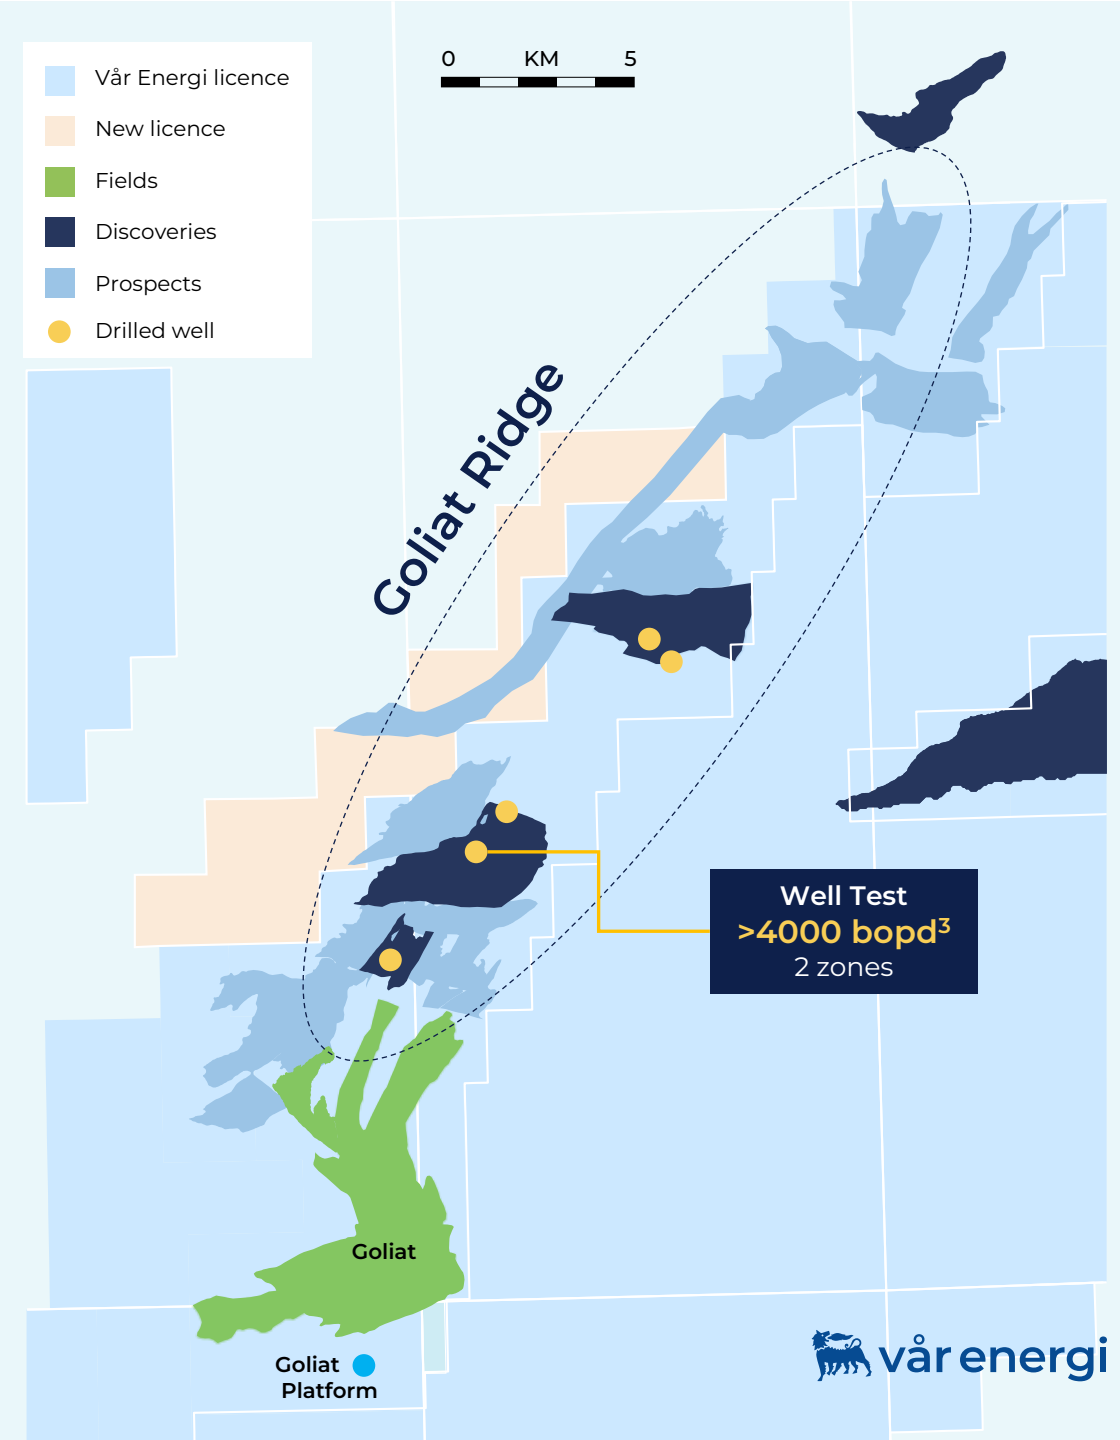 Vår Energi licence
New licence
Fields
Discoveries
Prospects
Drilled well
0 KM 5
Goliat Ridge
Well Test
>4000 bopd³
2 zones
Goliat
Goliat
Platform
vår energi